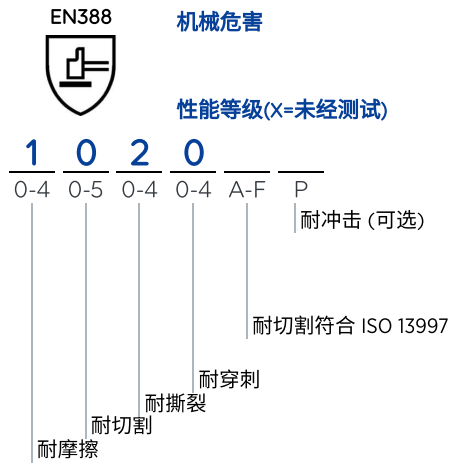 EN388
机械危害
性能等级(X=未经测试)
1 0 2 0
0-4 0-5 0-4 0-4 A-F P
耐冲击 (可选)
耐切割符合 ISO 13997
耐穿刺
耐撕裂
耐切割
耐摩擦